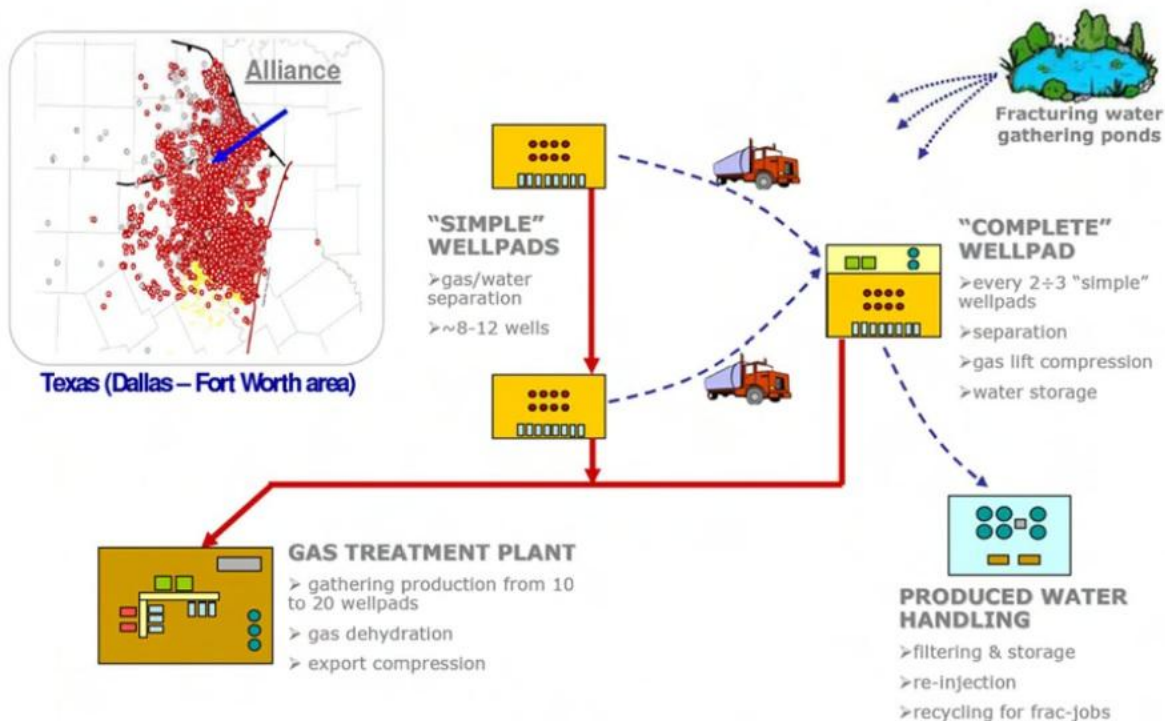 Alliance
Texas (Dallas – Fort Worth area)
Fracturing water
gathering ponds
"SIMPLE"
WELLPADS
➢gas/water
separation
➢~8-12 wells
"COMPLETE"
WELLPAD
➢every 2÷3 "simple"
wellpads
➢separation
➢gas lift compression
➢water storage
GAS TREATMENT PLANT
➢ gathering production from 10
to 20 wellpads
➢ gas dehydration
➢ export compression
PRODUCED WATER
HANDLING
➢filtering & storage
➢re-injection
➢recycling for frac-jobs